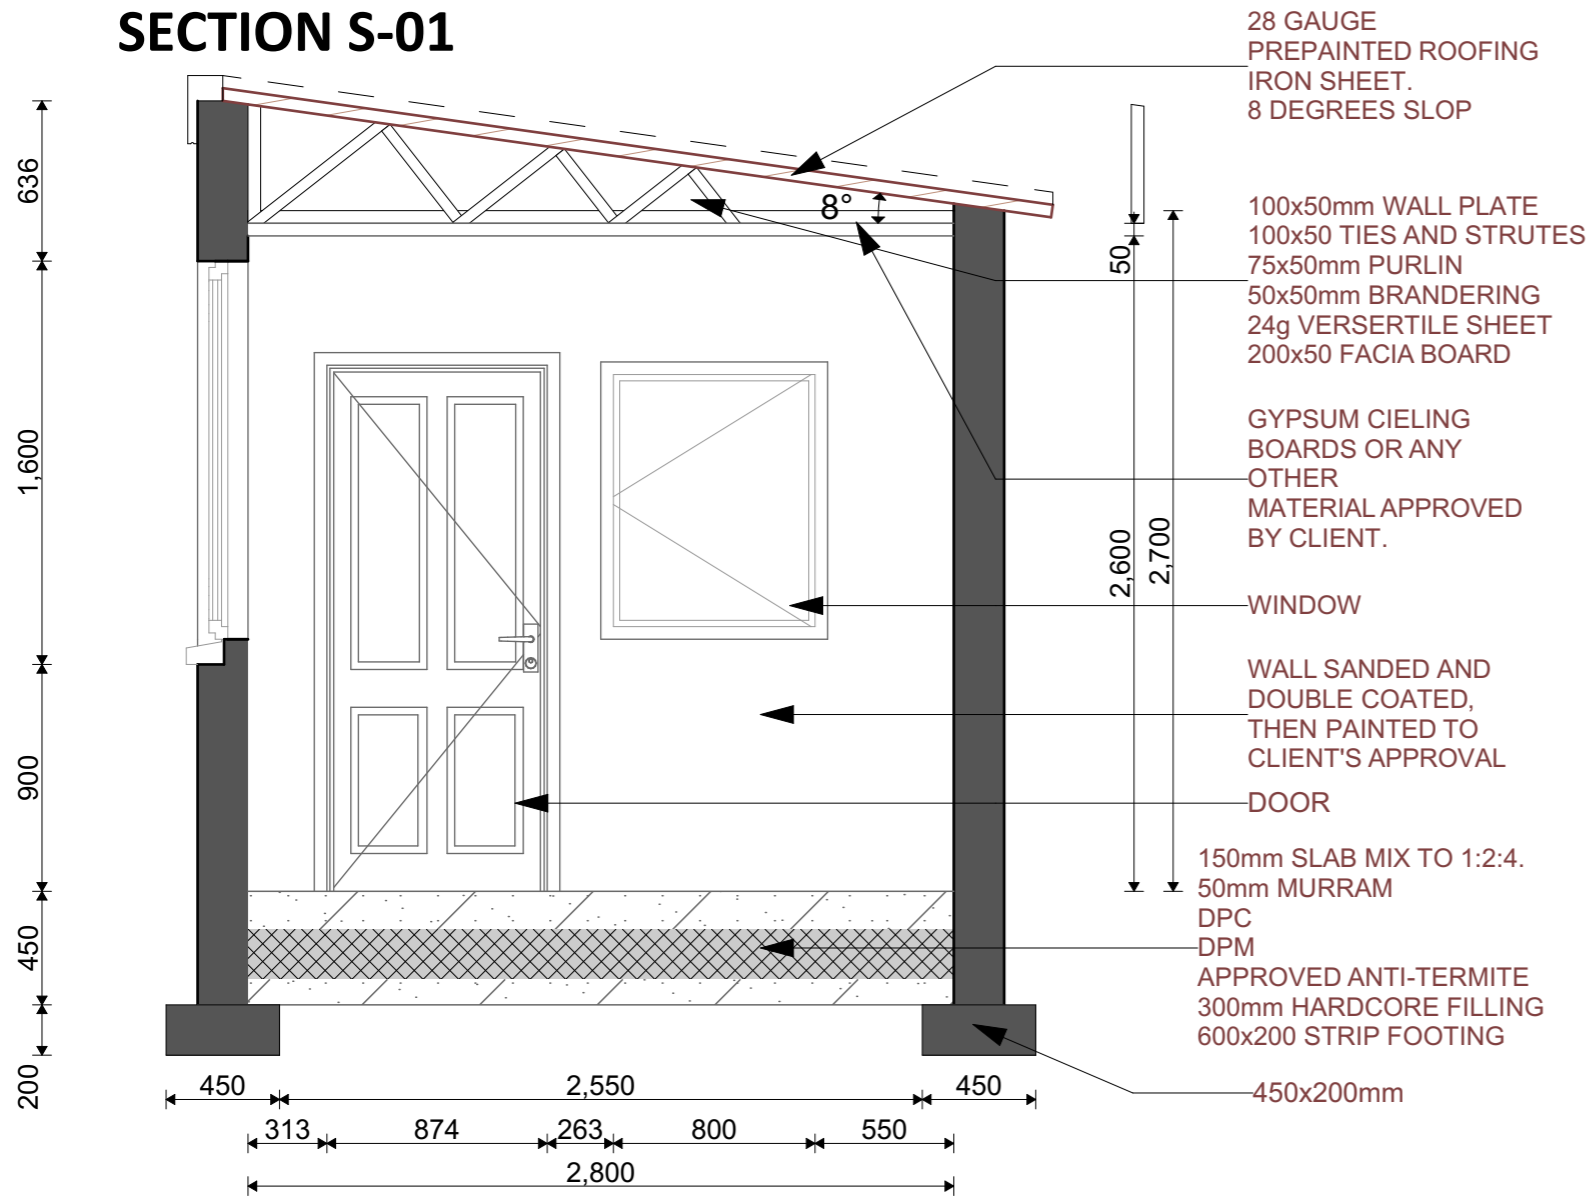 SECTION S-01
28 GAUGE
PREPAINTED ROOFING
IRON SHEET.
8 DEGREES SLOP
100x50mm WALL PLATE
100x50 TIES AND STRUTES
75x50mm PURLIN
50x50mm BRANDERING
24g VERSERTILE SHEET
200x50 FACIA BOARD
GYPSUM CIELING
BOARDS OR ANY
OTHER
MATERIAL APPROVED
BY CLIENT.
WINDOW
WALL SANDED AND
DOUBLE COATED,
THEN PAINTED TO
CLIENT'S APPROVAL
DOOR
150mm SLAB MIX TO 1:2:4.
50mm MURRAM
DPC
DPM
APPROVED ANTI-TERMITE
300mm HARDCORE FILLING
600x200 STRIP FOOTING
450x200mm
636
1,600
900
450
200
8°
50
2,600
2,700
450 2,550 450
313 874 263 800 550
2,800